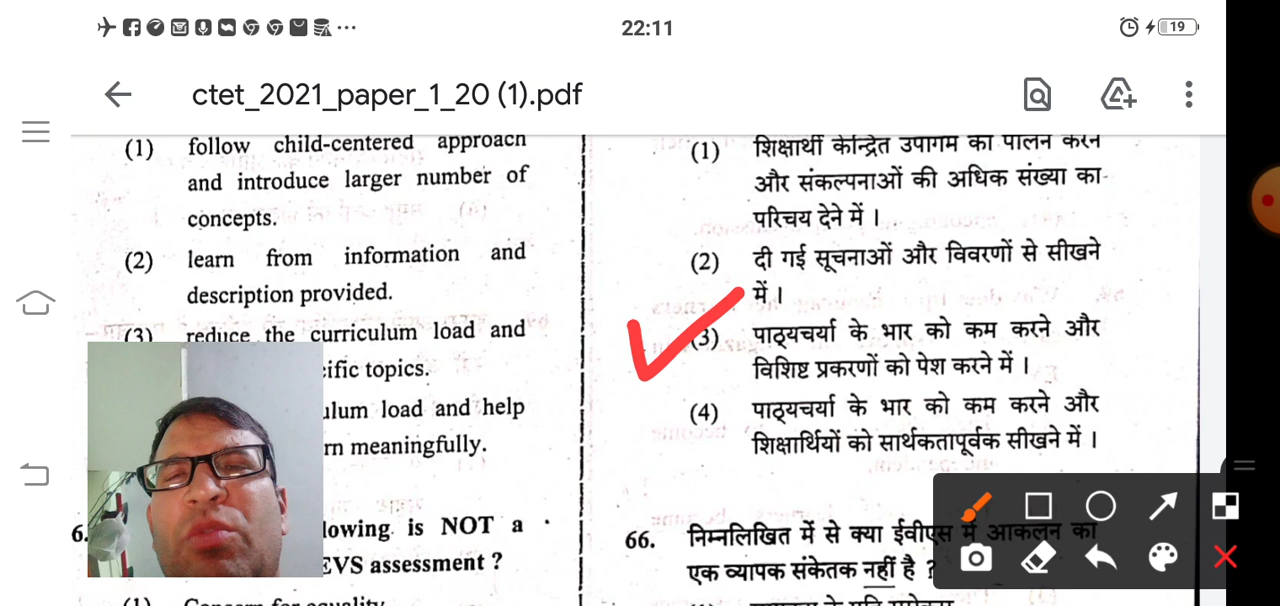 22:11
19
ctet_2021_paper_1_20 (1).pdf
(1) follow child-centered approach
and introduce larger number of
concepts.
(2) learn from information and
description provided.
(3) reduce the curriculum load and
topics.
load and help
meaningfully.
is NOT a
EVS assessment ?
(1) Concern for equality
(1) शिक्षार्थी केन्द्रित उपागम का पालन करने
और संकल्पनाओं की अधिक संख्या का
परिचय देने में ।
(2) दी गई सूचनाओं और विवरणों से सीखने
में ।
(3) पाठ्यचर्या के भार को कम करने और
विशिष्ट प्रकरणों को पेश करने में ।
(4) पाठ्यचर्या के भार को कम करने और
शिक्षार्थियों को सार्थकतापूर्वक सीखने में ।
66. निम्नलिखित में से क्या ईवीएस में आकलन का
एक व्यापक संकेतक नहीं है ?